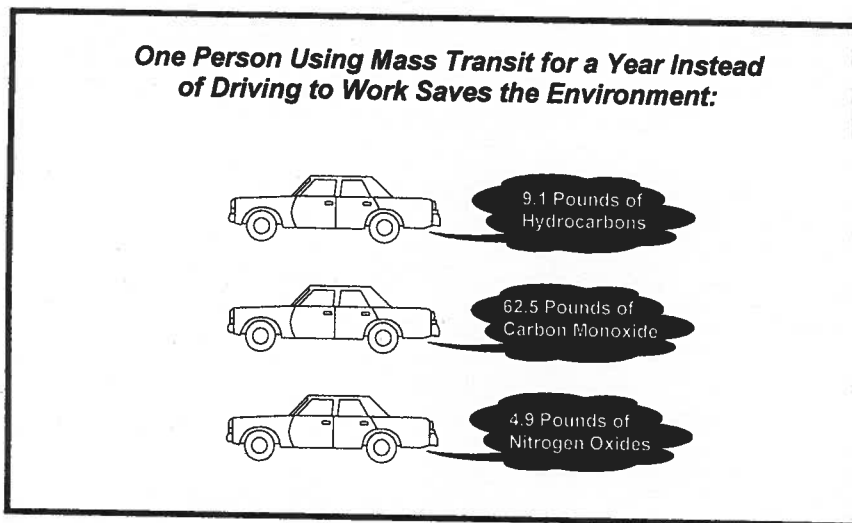 One Person Using Mass Transit for a Year Instead
of Driving to Work Saves the Environment:
9.1 Pounds of
Hydrocarbons
62.5 Pounds of
Carbon Monoxide
4.9 Pounds of
Nitrogen Oxides